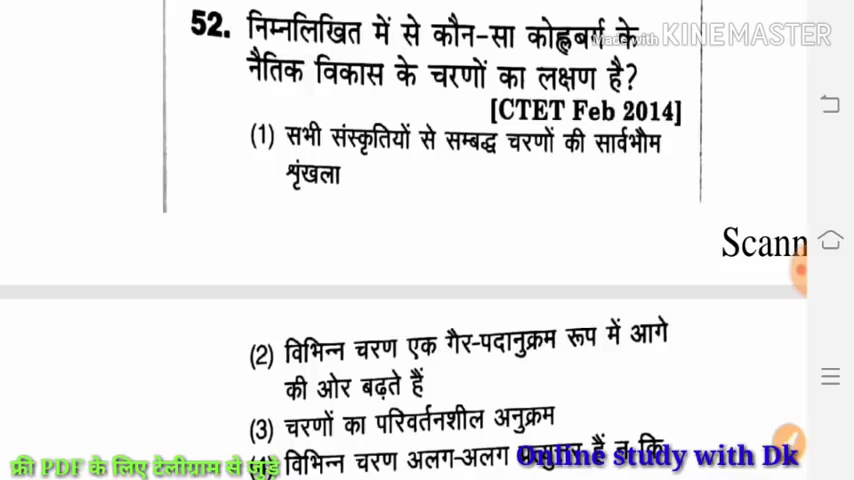 52. निम्नलिखित में से कौन-सा कोह्लबर्ग के
Made with KINEMASTER
नैतिक विकास के चरणों का लक्षण है?
[CTET Feb 2014]
(1) सभी संस्कृतियों से सम्बद्ध चरणों की सार्वभौम
शृंखला
Scann
(2) विभिन्न चरण एक गैर-पदानुक्रम रूप में आगे
की ओर बढ़ते हैं
(3) चरणों का परिवर्तनशील अनुक्रम
विभिन्न चरण अलग-अलग हैं न कि
Online study with Dk
फ्री PDF के लिए टेलीग्राम से जुड़े